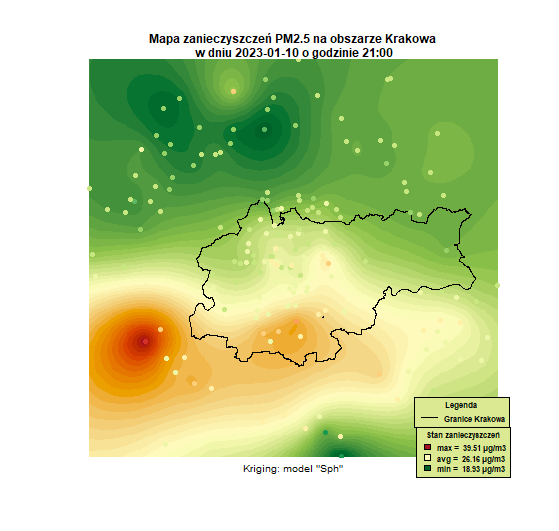 Mapa zanieczyszczeń PM2.5 na obszarze Krakowa
w dniu 2023-01-10 o godzinie 21:00
Legenda
Granice Krakowa
Stan zanieczyszczeń
max = 39.51 µg/m3
avg = 26.16 µg/m3
min = 18.93 µg/m3
Kriging: model "Sph"